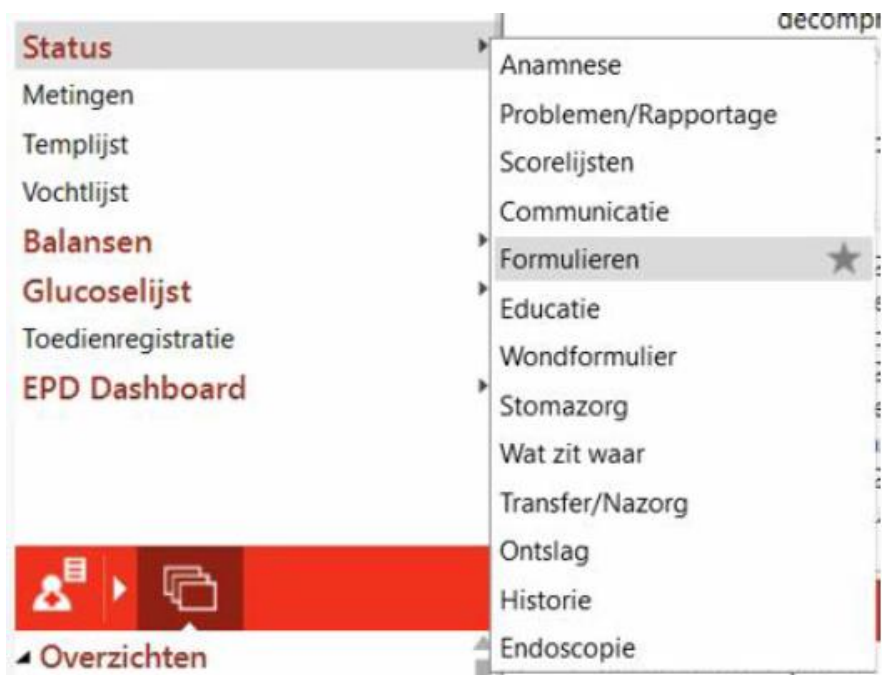 Status
Metingen
Templijst
Vochtlijst
Balansen
Glucoselijst
Toedienregistratie
EPD Dashboard
Overzichten
Anamnese
Problemen/Rapportage
Scorelijsten
Communicatie
Formulieren
Educatie
Wondformulier
Stomazorg
Wat zit waar
Transfer/Nazorg
Ontslag
Historie
Endoscopie